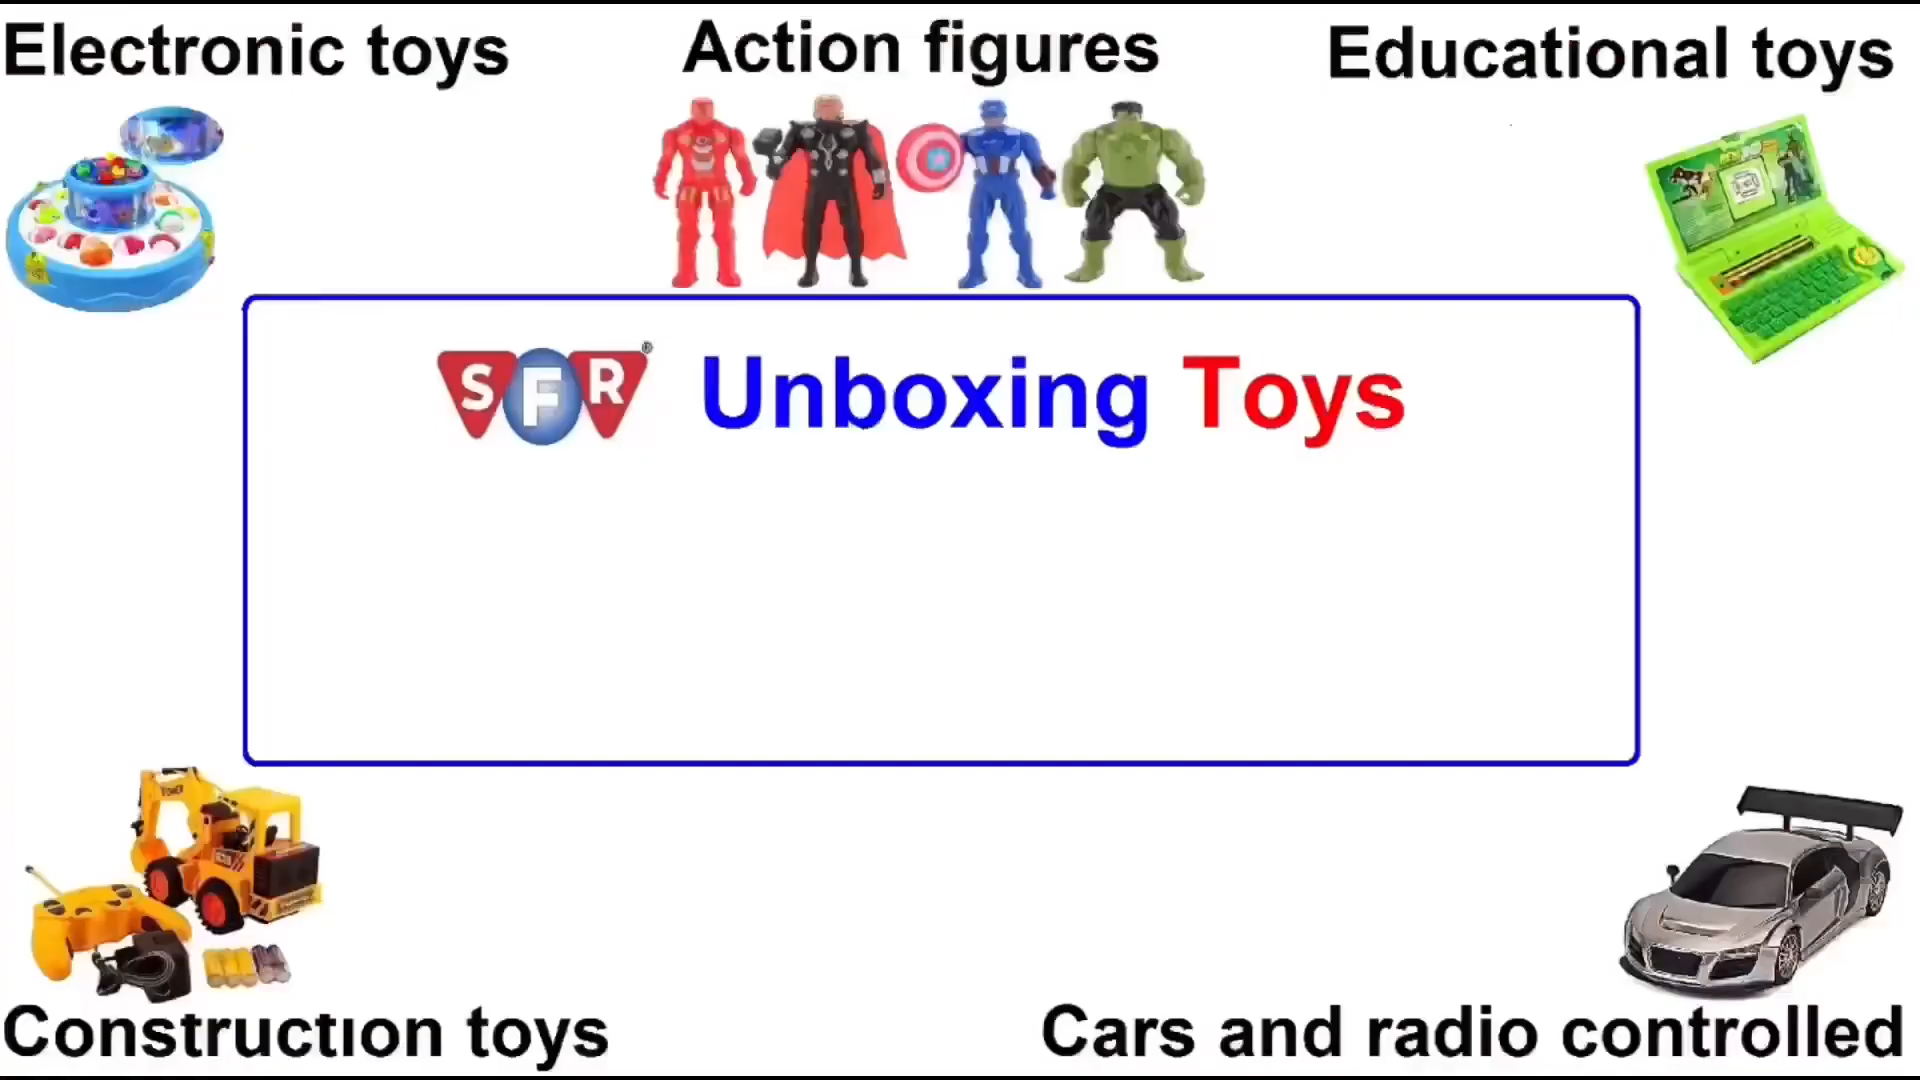 Electronic toys
Action figures
Educational toys
SFR® Unboxing Toys
Construction toys
Cars and radio controlled